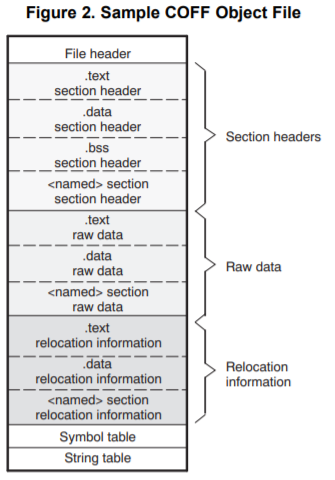 Figure 2. Sample COFF Object File
File header
.text
section header
.data
section header
.bss
section header
<named> section
section header
Section headers
.text
raw data
.data
raw data
<named> section
raw data
Raw data
.text
relocation information
.data
relocation information
<named> section
relocation information
Relocation
information
Symbol table
String table